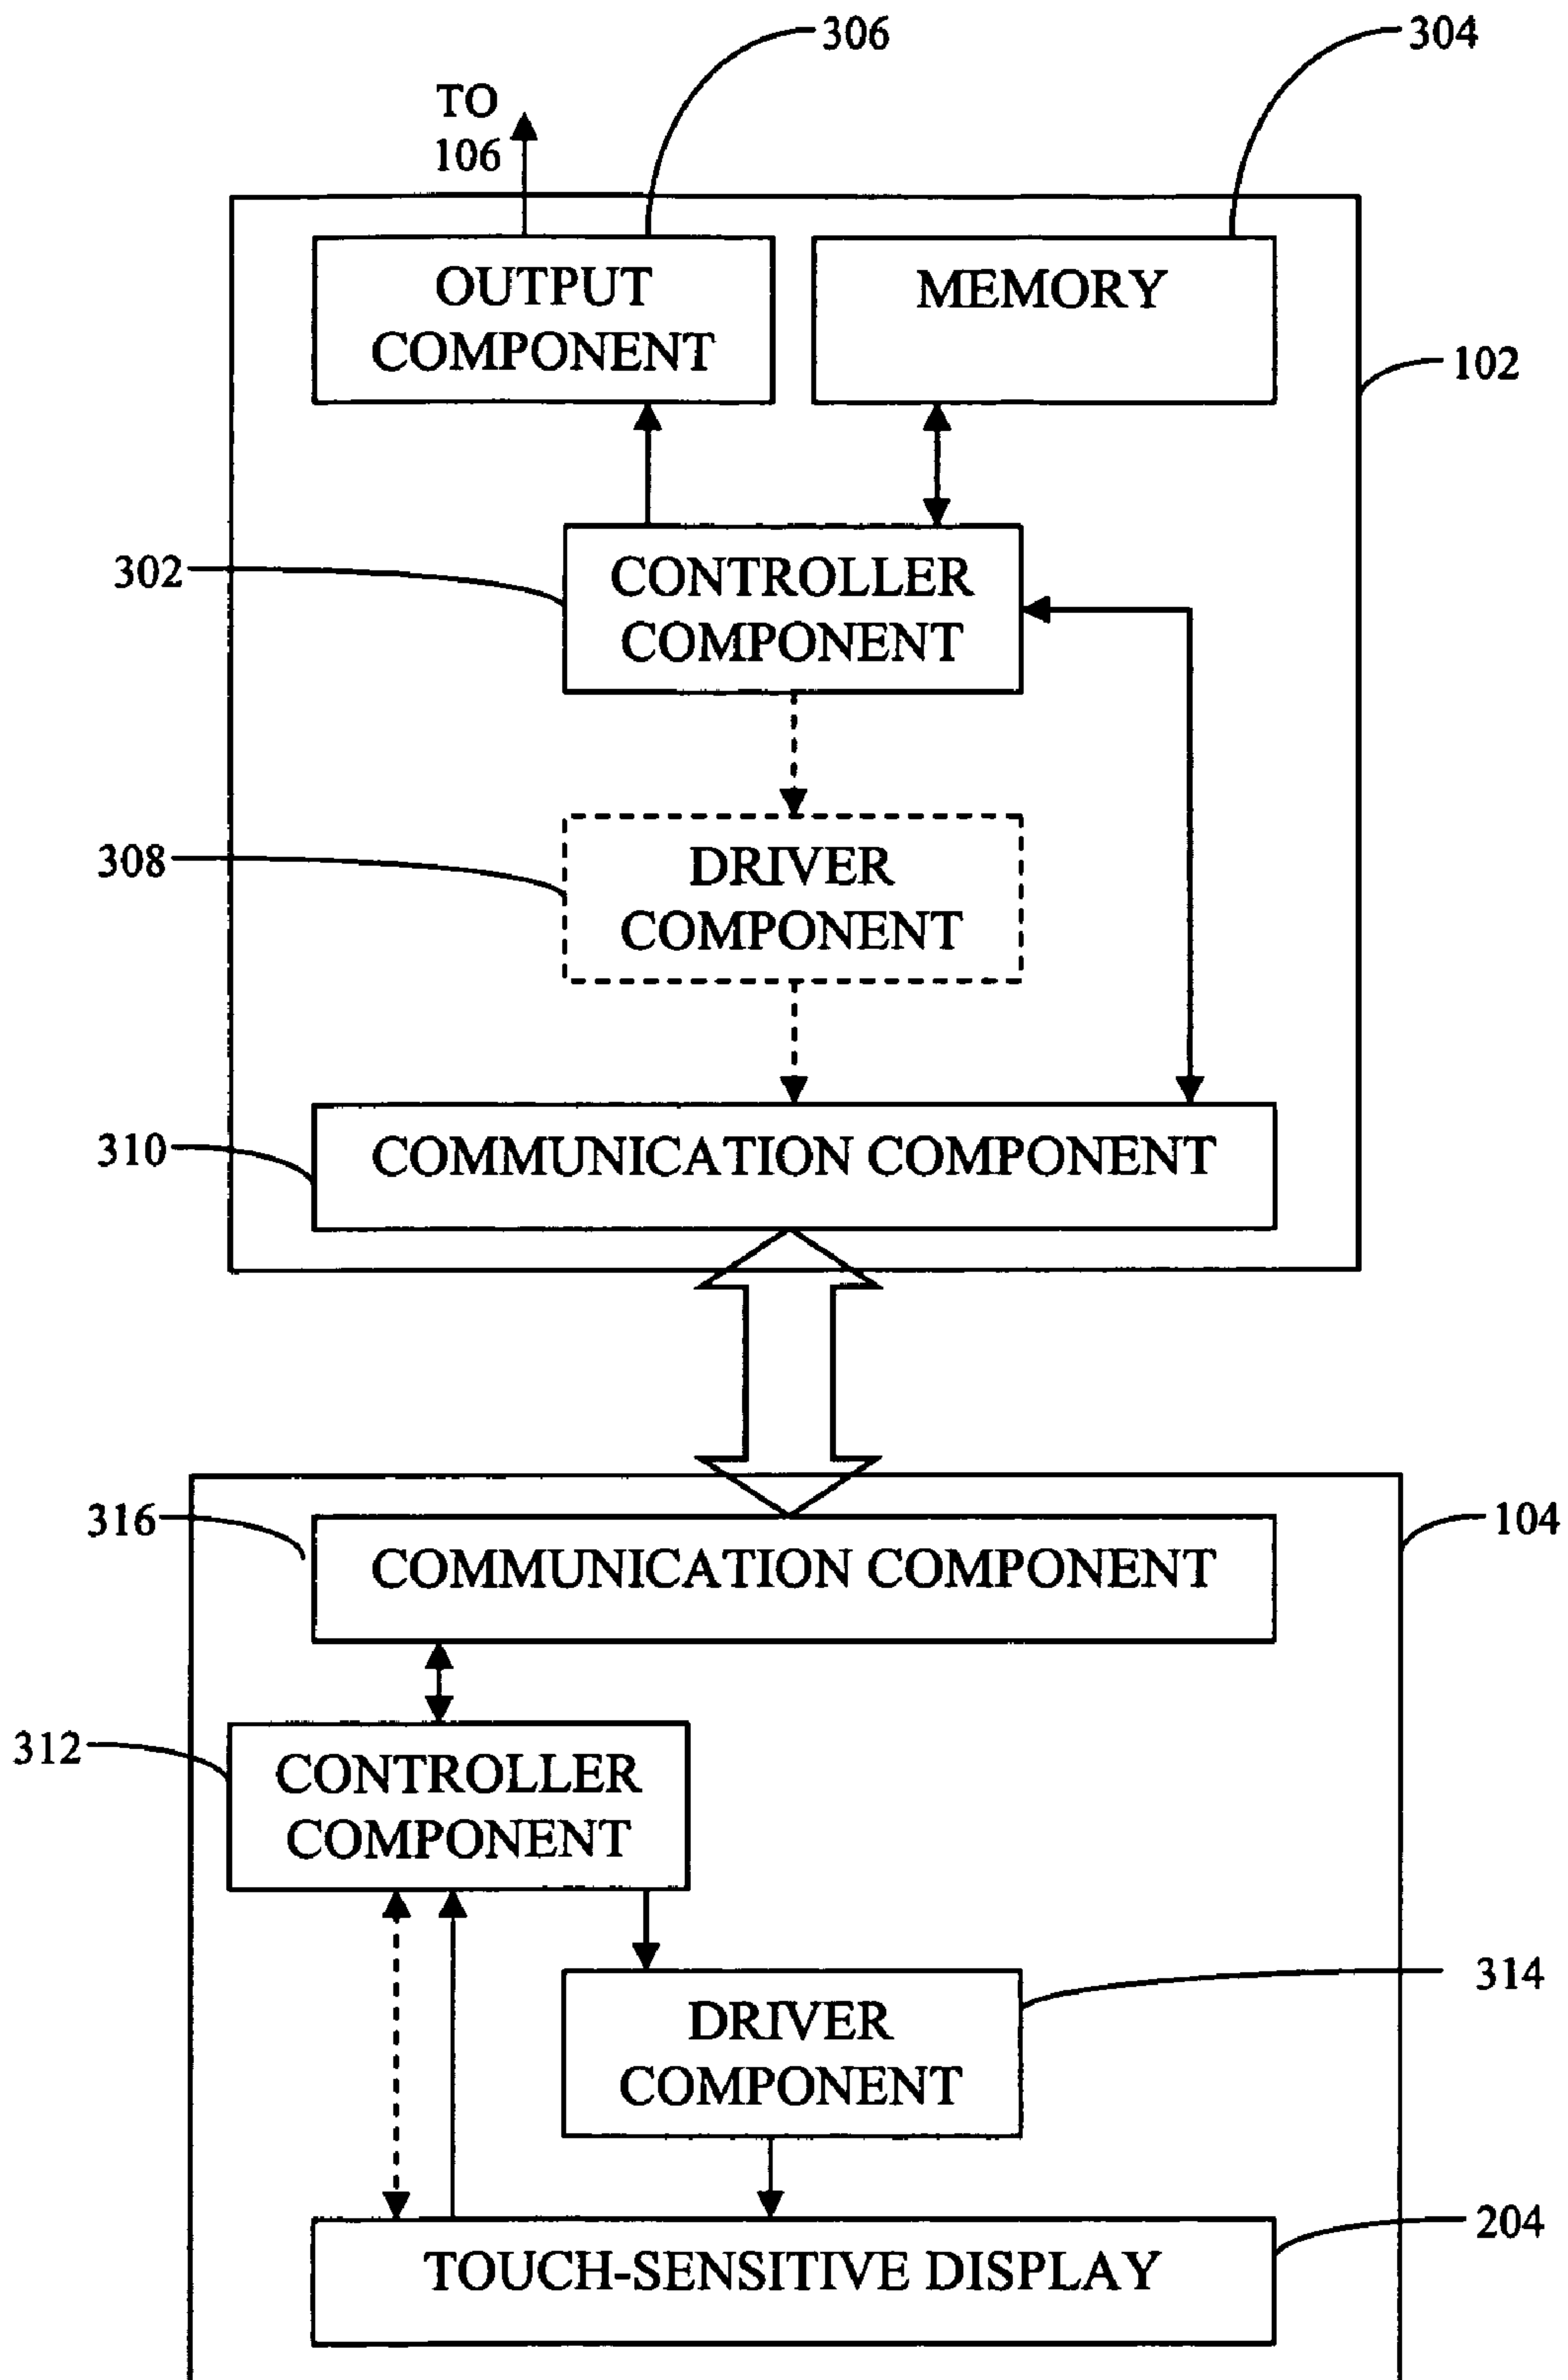 306
304
TO
106
OUTPUT
COMPONENT
MEMORY
102
302
CONTROLLER
COMPONENT
308
DRIVER
COMPONENT
310
COMMUNICATION COMPONENT
316
COMMUNICATION COMPONENT
104
312
CONTROLLER
COMPONENT
314
DRIVER
COMPONENT
204
TOUCH-SENSITIVE DISPLAY